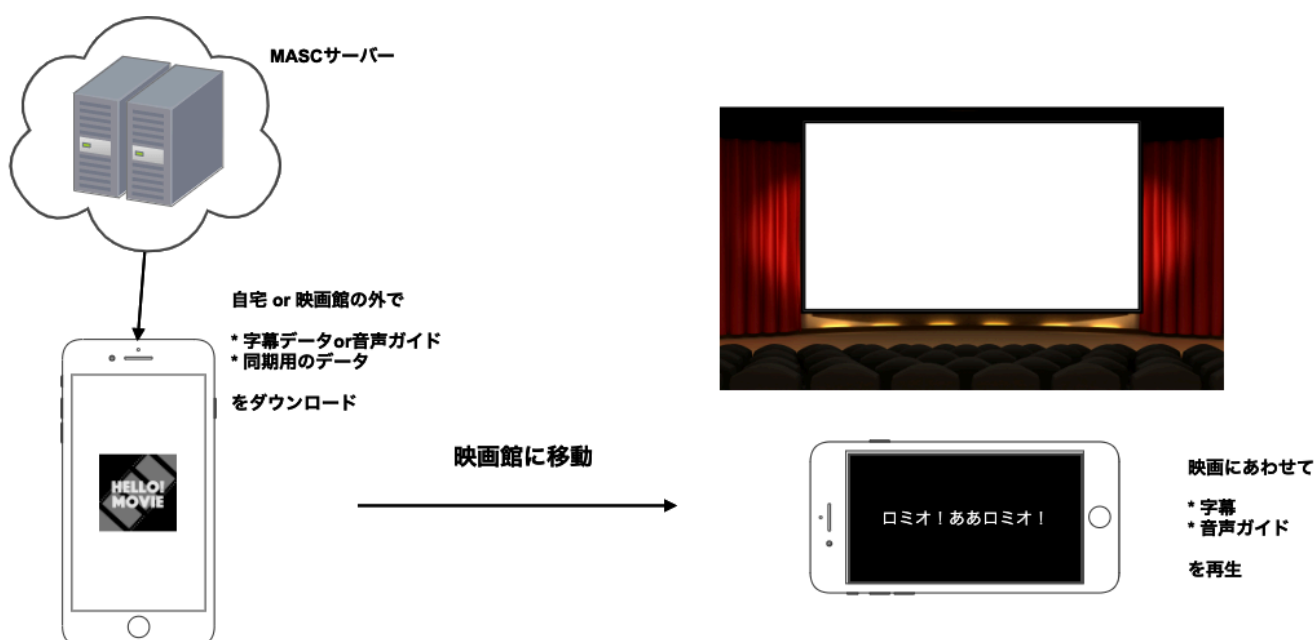 MASCサーバー
自宅 or 映画館の外で
* 字幕データor音声ガイド
* 同期用のデータ
をダウンロード
HELLO!
MOVIE
映画館に移動
ロミオ！ああロミオ！
映画にあわせて
* 字幕
* 音声ガイド
を再生